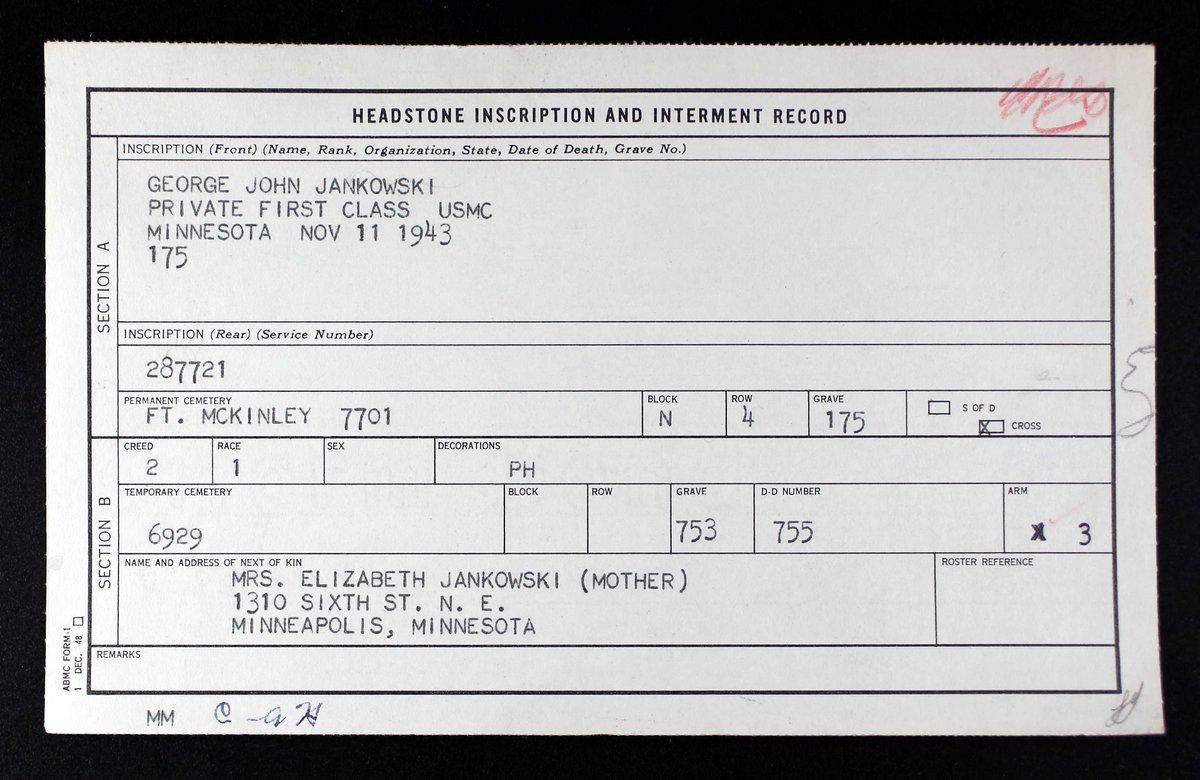 HEADSTONE INSCRIPTION AND INTERMENT RECORD
SECTION A
INSCRIPTION (Front) (Name, Rank, Organization, State, Date of Death, Grave No.)
GEORGE JOHN JANKOWSKI
PRIVATE FIRST CLASS USMC
MINNESOTA NOV 11 1943
175
INSCRIPTION (Rear) (Service Number)
287721
PERMANENT CEMETERY BLOCK ROW GRAVE
FT. MCKINLEY 7701 N 4 175
S OF D
X CROSS
SECTION B
CREED RACE SEX DECORATIONS
2 1 PH
TEMPORARY CEMETERY BLOCK ROW GRAVE D-D NUMBER ARM
6929 753 755 3
NAME AND ADDRESS OF NEXT OF KIN ROSTER REFERENCE
MRS. ELIZABETH JANKOWSKI (MOTHER)
1310 SIXTH ST. N. E.
MINNEAPOLIS, MINNESOTA
REMARKS
ABMC FORM-1
1 DEC. 48
MM